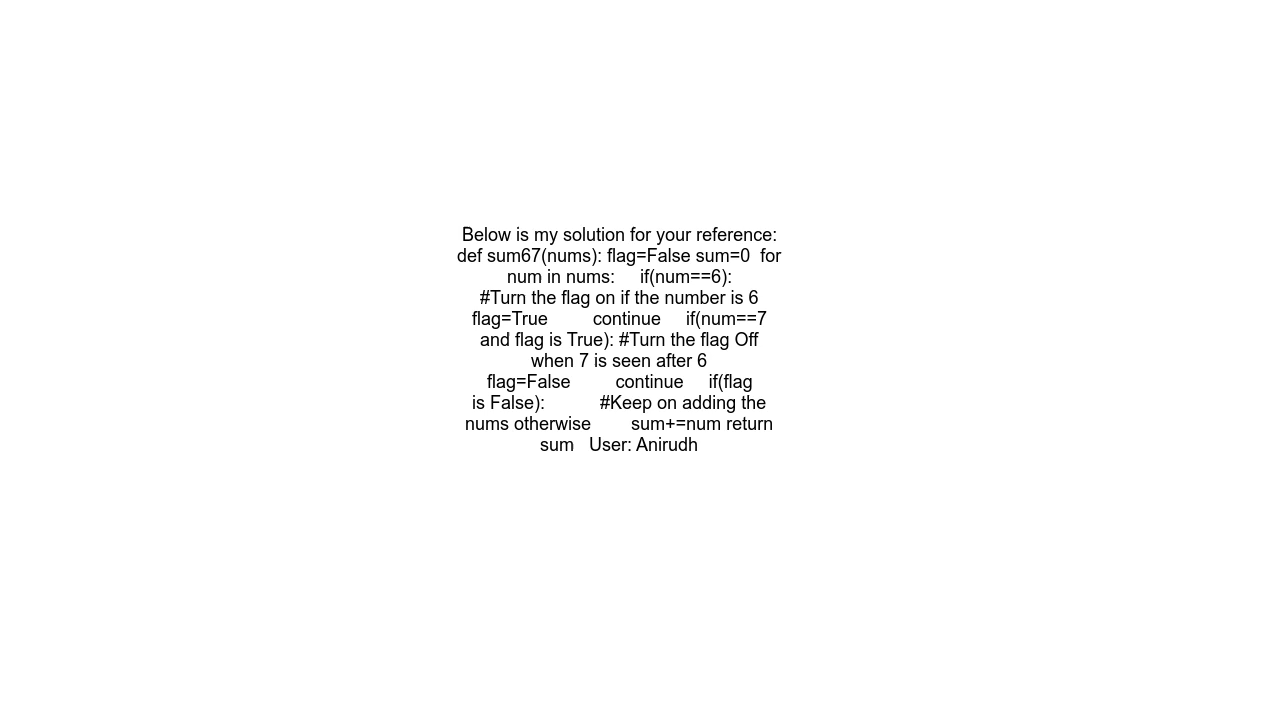 Below is my solution for your reference:
def sum67(nums): flag=False sum=0  for
num in nums:     if(num==6):
#Turn the flag on if the number is 6
flag=True         continue     if(num==7
and flag is True): #Turn the flag Off
when 7 is seen after 6
flag=False         continue     if(flag
is False):           #Keep on adding the
nums otherwise        sum+=num return
sum   User: Anirudh